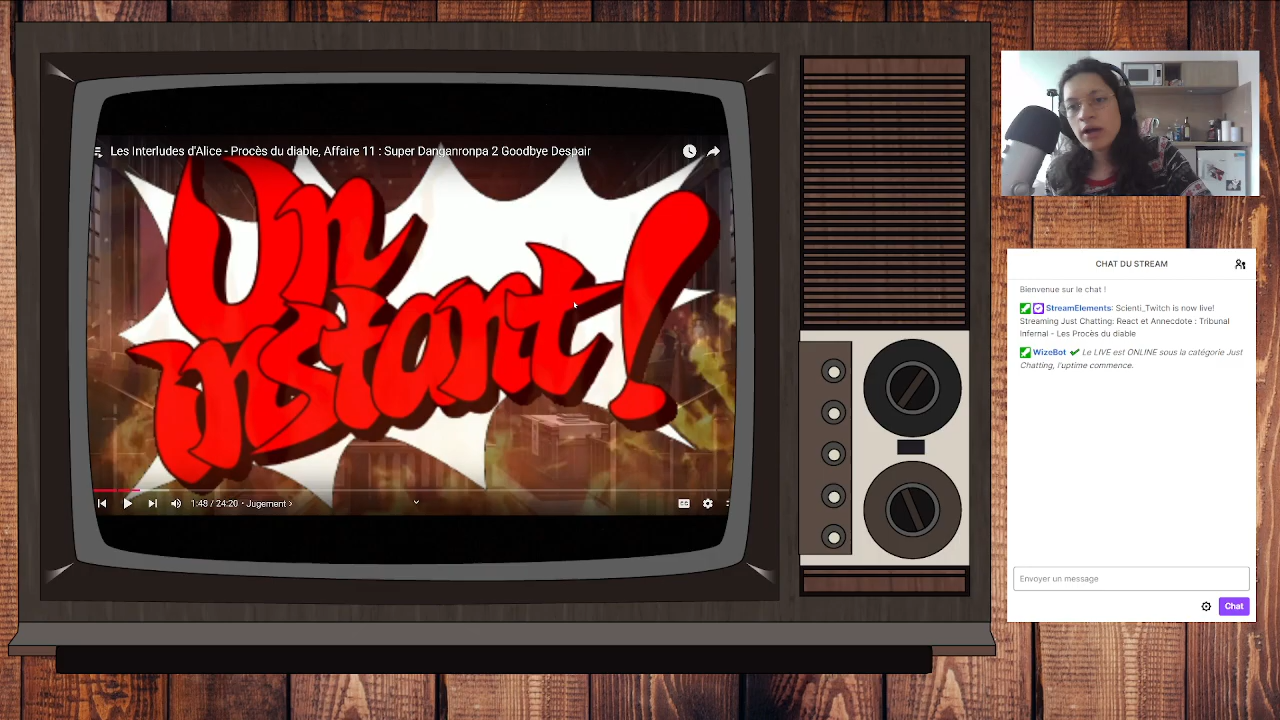 Les Interludes d'Alice - Procès du diable, Affaire 11 : Super Danganronpa 2 Goodbye Despair
Un
instant!
1:48 / 24:20 · Jugement ›
CHAT DU STREAM
Bienvenue sur le chat !
StreamElements: Scienti_Twitch is now live!
Streaming Just Chatting: React et Annecdote : Tribunal
Infernal - Les Procès du diable
WizeBot Le LIVE est ONLINE sous la catégorie Just
Chatting, l'uptime commence.
Envoyer un message
Chat